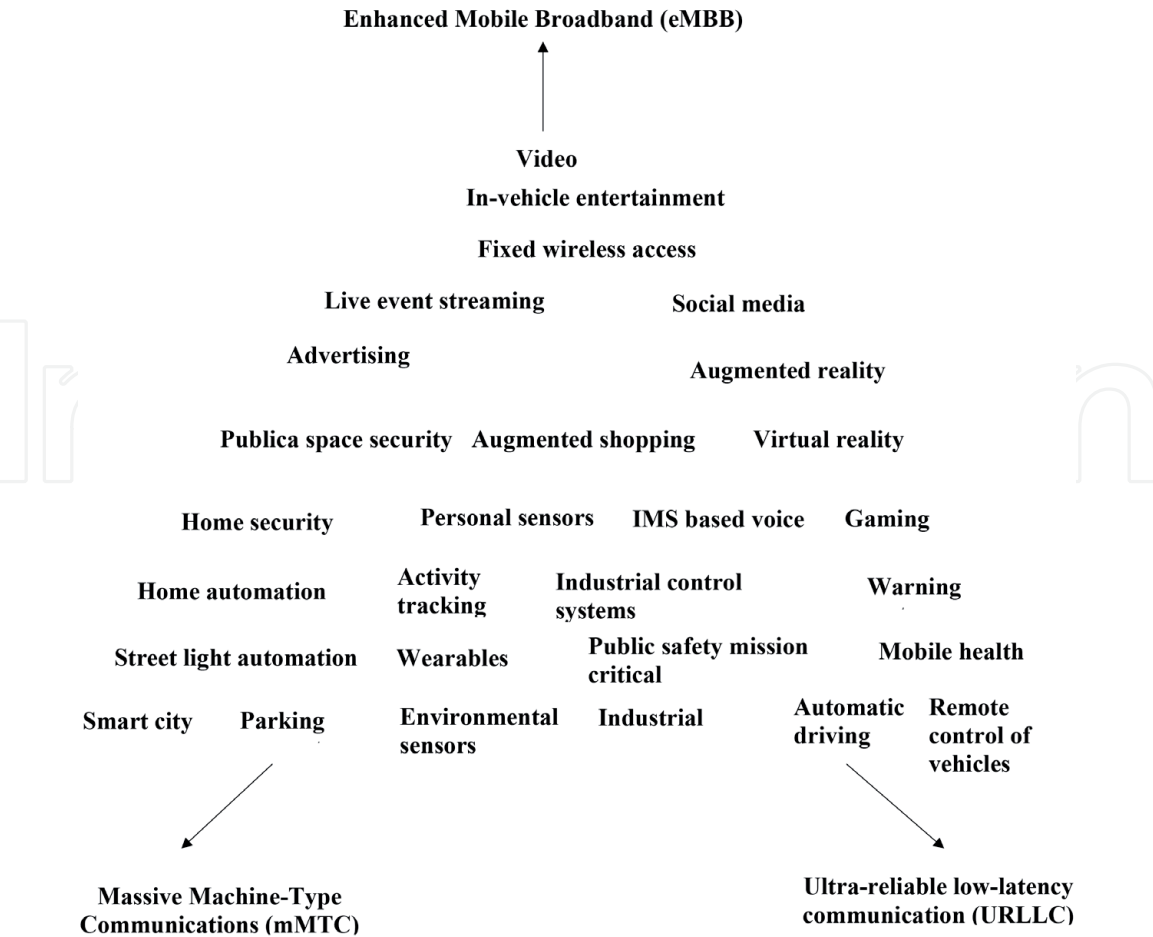 Enhanced Mobile Broadband (eMBB)
Video
In-vehicle entertainment
Fixed wireless access
Live event streaming
Social media
Advertising
Augmented reality
Publica space security
Augmented shopping
Virtual reality
Home security
Personal sensors
IMS based voice
Gaming
Home automation
Activity
tracking
Industrial control
systems
Warning
Street light automation
Wearables
Public safety mission
critical
Mobile health
Smart city
Parking
Environmental
sensors
Industrial
Automatic
driving
Remote
control of
vehicles
Massive Machine-Type
Communications (mMTC)
Ultra-reliable low-latency
communication (URLLC)